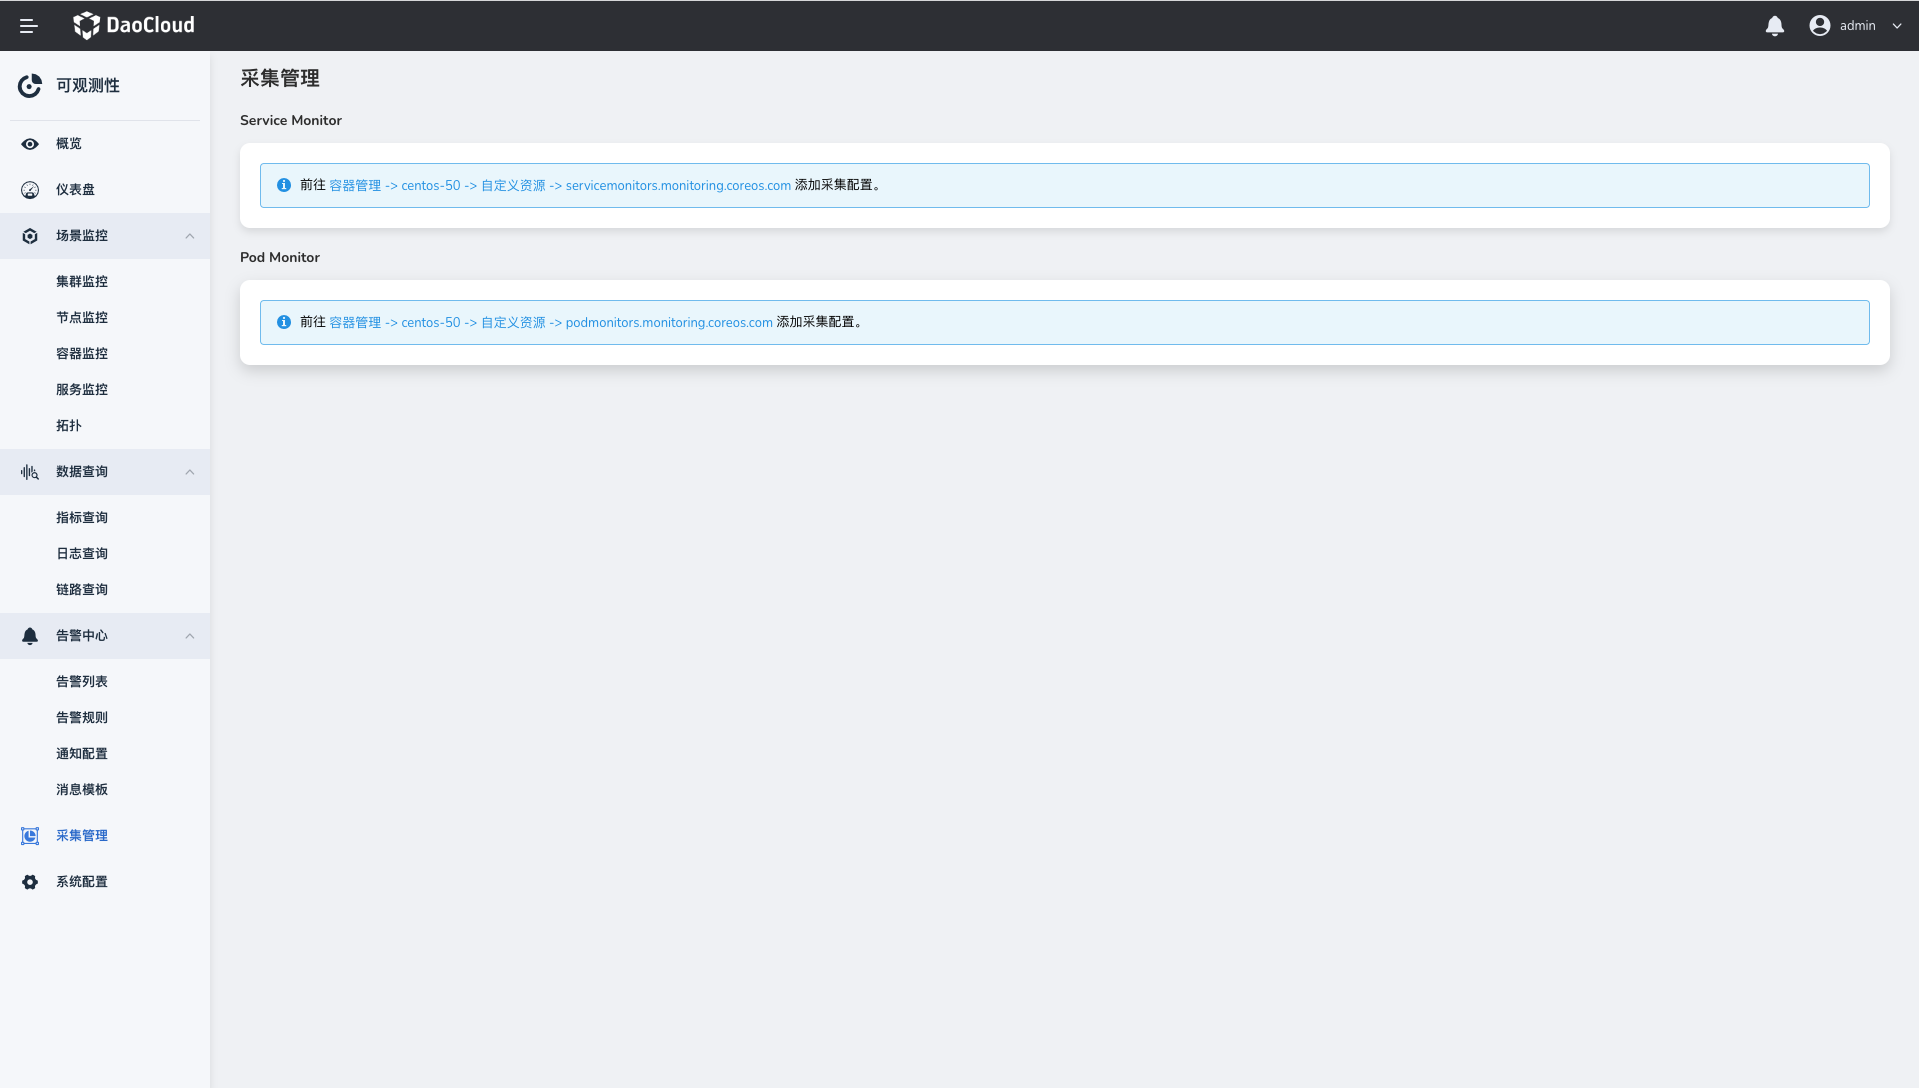 DaoCloud
admin
可观测性
概览
仪表盘
场景监控
集群监控
节点监控
容器监控
服务监控
拓扑
数据查询
指标查询
日志查询
链路查询
告警中心
告警列表
告警规则
通知配置
消息模板
采集管理
系统配置
采集管理
Service Monitor
前往 容器管理 -> centos-50 -> 自定义资源 -> servicemonitors.monitoring.coreos.com 添加采集配置。
Pod Monitor
前往 容器管理 -> centos-50 -> 自定义资源 -> podmonitors.monitoring.coreos.com 添加采集配置。